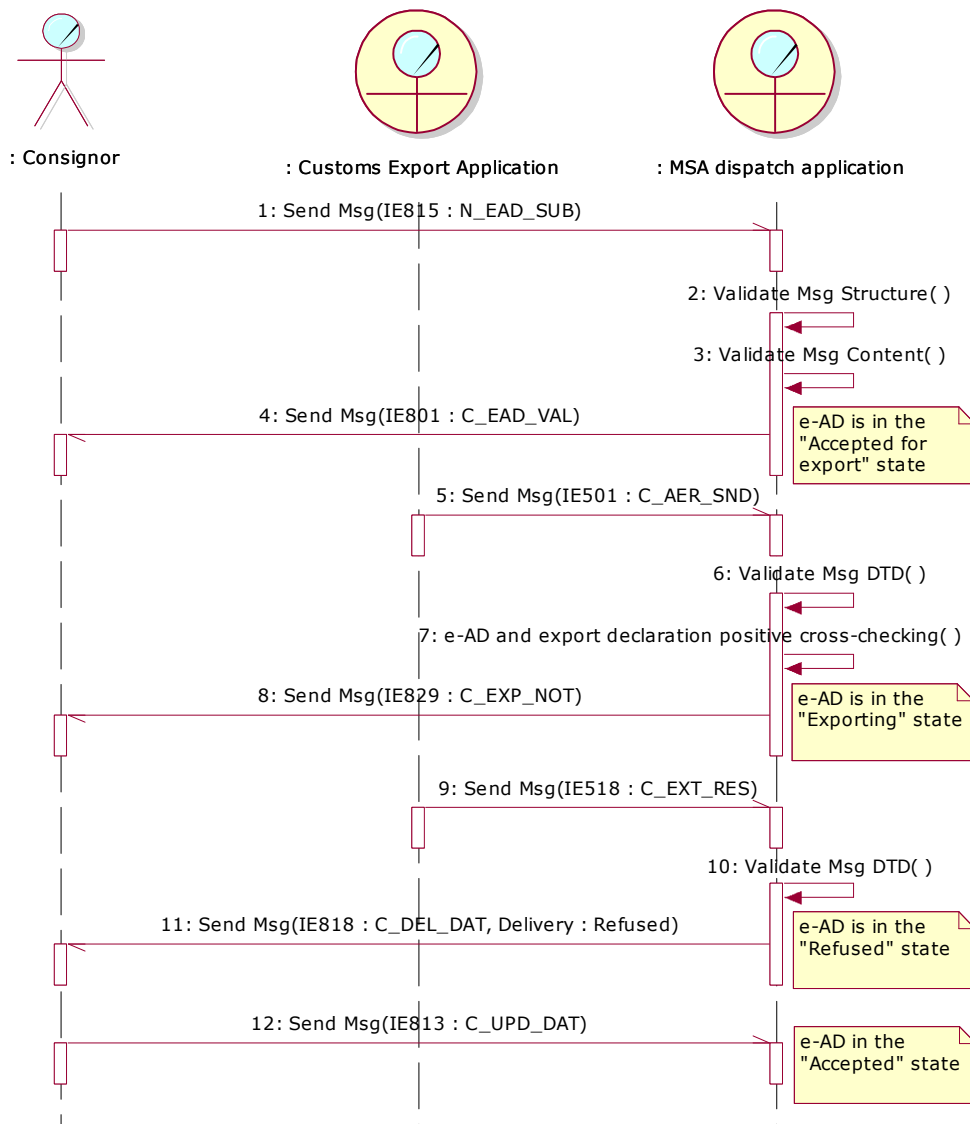 : Consignor
: Customs Export Application
: MSA dispatch application
1: Send Msg(IE815 : N_EAD_SUB)
2: Validate Msg Structure( )
3: Validate Msg Content( )
4: Send Msg(IE801 : C_EAD_VAL)
e-AD is in the
"Accepted for
export" state
5: Send Msg(IE501 : C_AER_SND)
6: Validate Msg DTD( )
7: e-AD and export declaration positive cross-checking( )
8: Send Msg(IE829 : C_EXP_NOT)
e-AD is in the
"Exporting" state
9: Send Msg(IE518 : C_EXT_RES)
10: Validate Msg DTD( )
11: Send Msg(IE818 : C_DEL_DAT, Delivery : Refused)
e-AD is in the
"Refused" state
12: Send Msg(IE813 : C_UPD_DAT)
e-AD in the
"Accepted" state